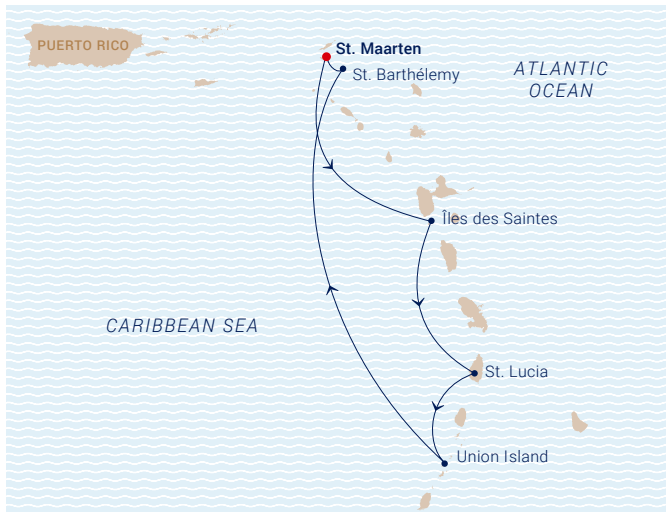 PUERTO RICO
St. Maarten
St. Barthélemy
ATLANTIC
OCEAN
Îles des Saintes
CARIBBEAN SEA
St. Lucia
Union Island